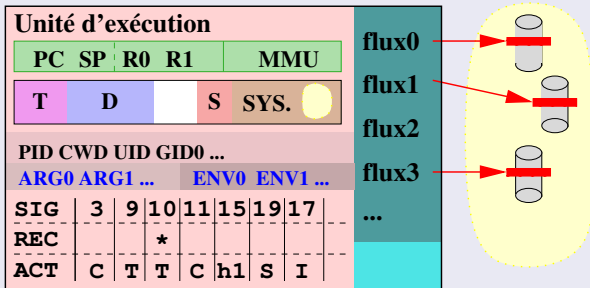 Unité d'exécution
PC SP R0 R1 MMU
T D S SYS.
PID CWD UID GID0 ...
ARG0 ARG1 ... ENV0 ENV1 ...
SIG 3 9 10 11 15 19 17
REC *
ACT C T T C h1 S I
flux0
flux1
flux2
flux3
...